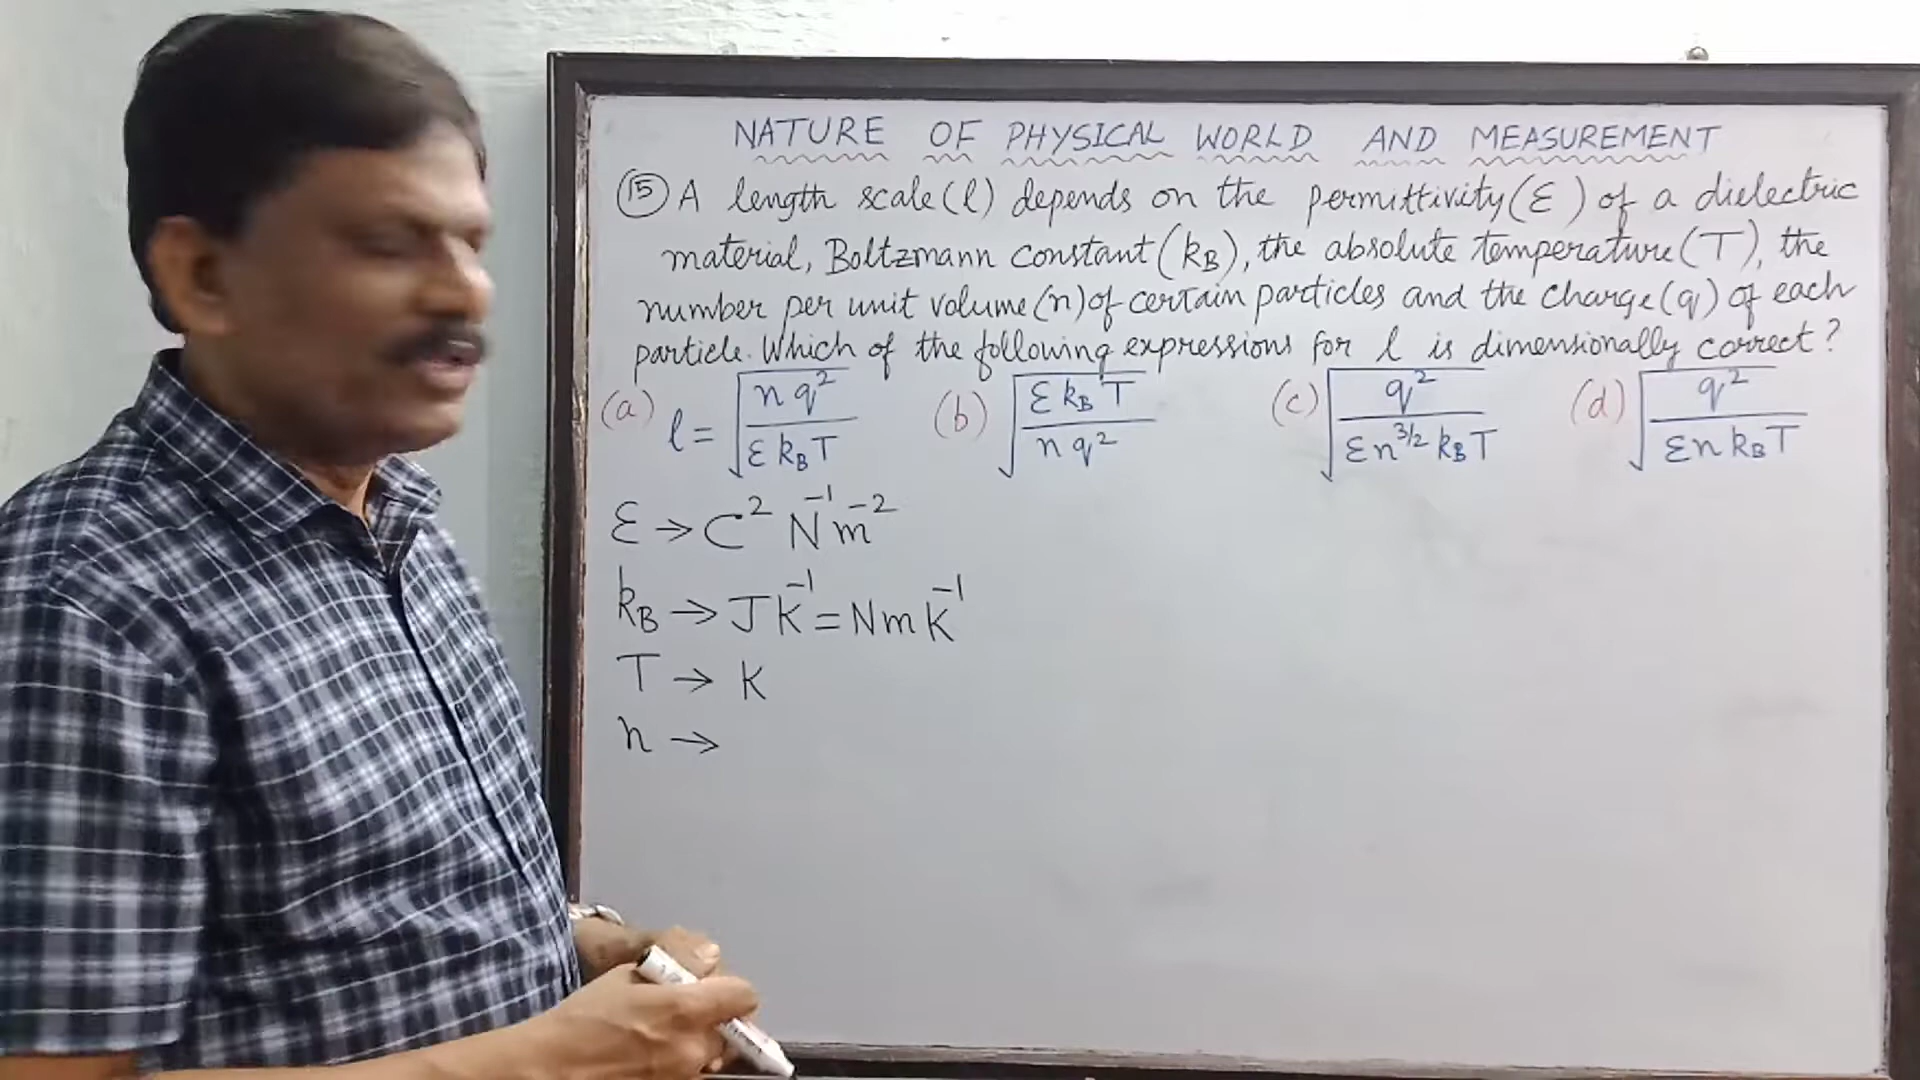 NATURE OF PHYSICAL WORLD AND MEASUREMENT
(15) A length scale (l) depends on the permittivity (ε) of a dielectric
material, Boltzmann constant (kB), the absolute temperature (T), the
number per unit volume (n) of certain particles and the charge (q) of each
particle. Which of the following expressions for l is dimensionally correct?
(a) l = √(nq²/εkBT) (b) √(εkBT/nq²) (c) √(q²/εn^3/2 kBT) (d) √(q²/εnkBT)
ε → C² N⁻¹ m⁻²
kB → J K⁻¹ = N m K⁻¹
T → K
n →